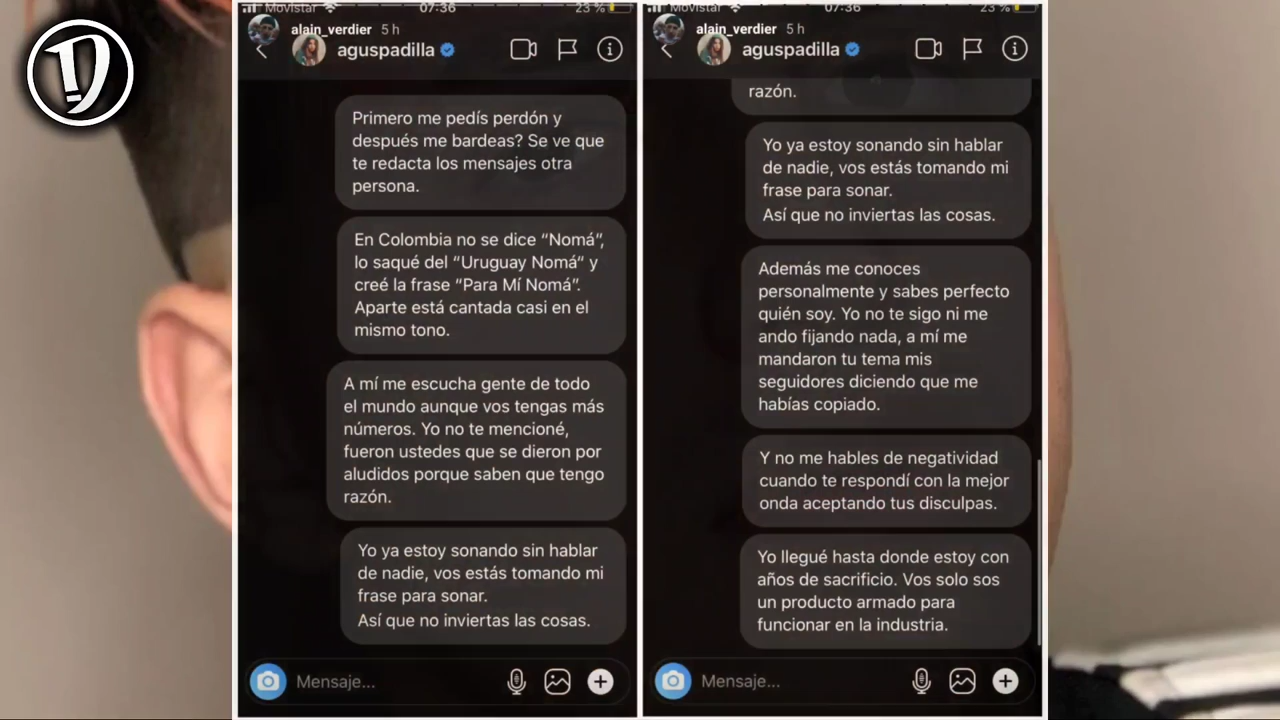 Movistar 07:36 23 %
alain_verdier 5 h
aguspadilla
Primero me pedís perdón y
después me bardeas? Se ve que
te redacta los mensajes otra
persona.
En Colombia no se dice “Nomá“,
lo saqué del “Uruguay Nomá“ y
creé la frase “Para Mí Nomá“.
Aparte está cantada casi en el
mismo tono.
A mí me escucha gente de todo
el mundo aunque vos tengas más
números. Yo no te mencioné,
fueron ustedes que se dieron por
aludidos porque saben que tengo
razón.
Yo ya estoy sonando sin hablar
de nadie, vos estás tomando mi
frase para sonar.
Así que no inviertas las cosas.
Mensaje...
Movistar 07:36 23 %
alain_verdier 5 h
aguspadilla
razón.
Yo ya estoy sonando sin hablar
de nadie, vos estás tomando mi
frase para sonar.
Así que no inviertas las cosas.
Además me conoces
personalmente y sabes perfecto
quién soy. Yo no te sigo ni me
ando fijando nada, a mí me
mandaron tu tema mis
seguidores diciendo que me
habías copiado.
Y no me hables de negatividad
cuando te respondí con la mejor
onda aceptando tus disculpas.
Yo llegué hasta donde estoy con
años de sacrificio. Vos solo sos
un producto armado para
funcionar en la industria.
Mensaje...